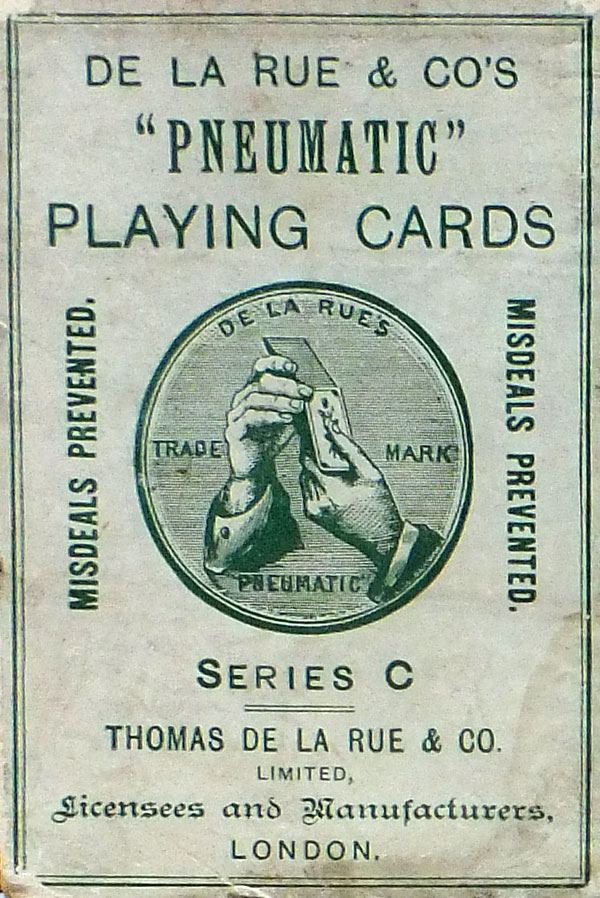 DE LA RUE & CO'S
"PNEUMATIC"
PLAYING CARDS
MISDEALS PREVENTED.
DE LA RUE'S
TRADE MARK
"PNEUMATIC"
MISDEALS PREVENTED.
SERIES C
THOMAS DE LA RUE & CO.
LIMITED,
Licensees and Manufacturers,
LONDON.